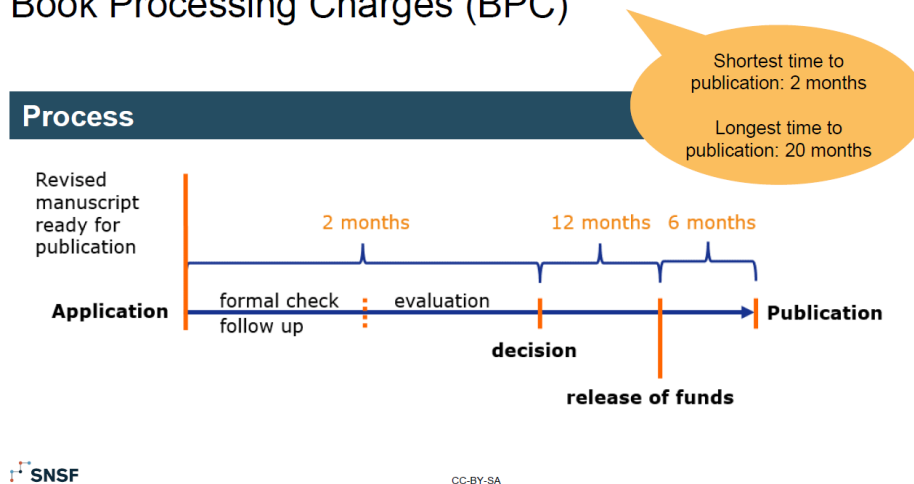 Book Processing Charges (BPC)
Shortest time to
publication: 2 months
Longest time to
publication: 20 months
Process
Revised
manuscript
ready for
publication
2 months
12 months
6 months
Application
formal check
follow up
evaluation
Publication
decision
release of funds
SNSF
CC-BY-SA